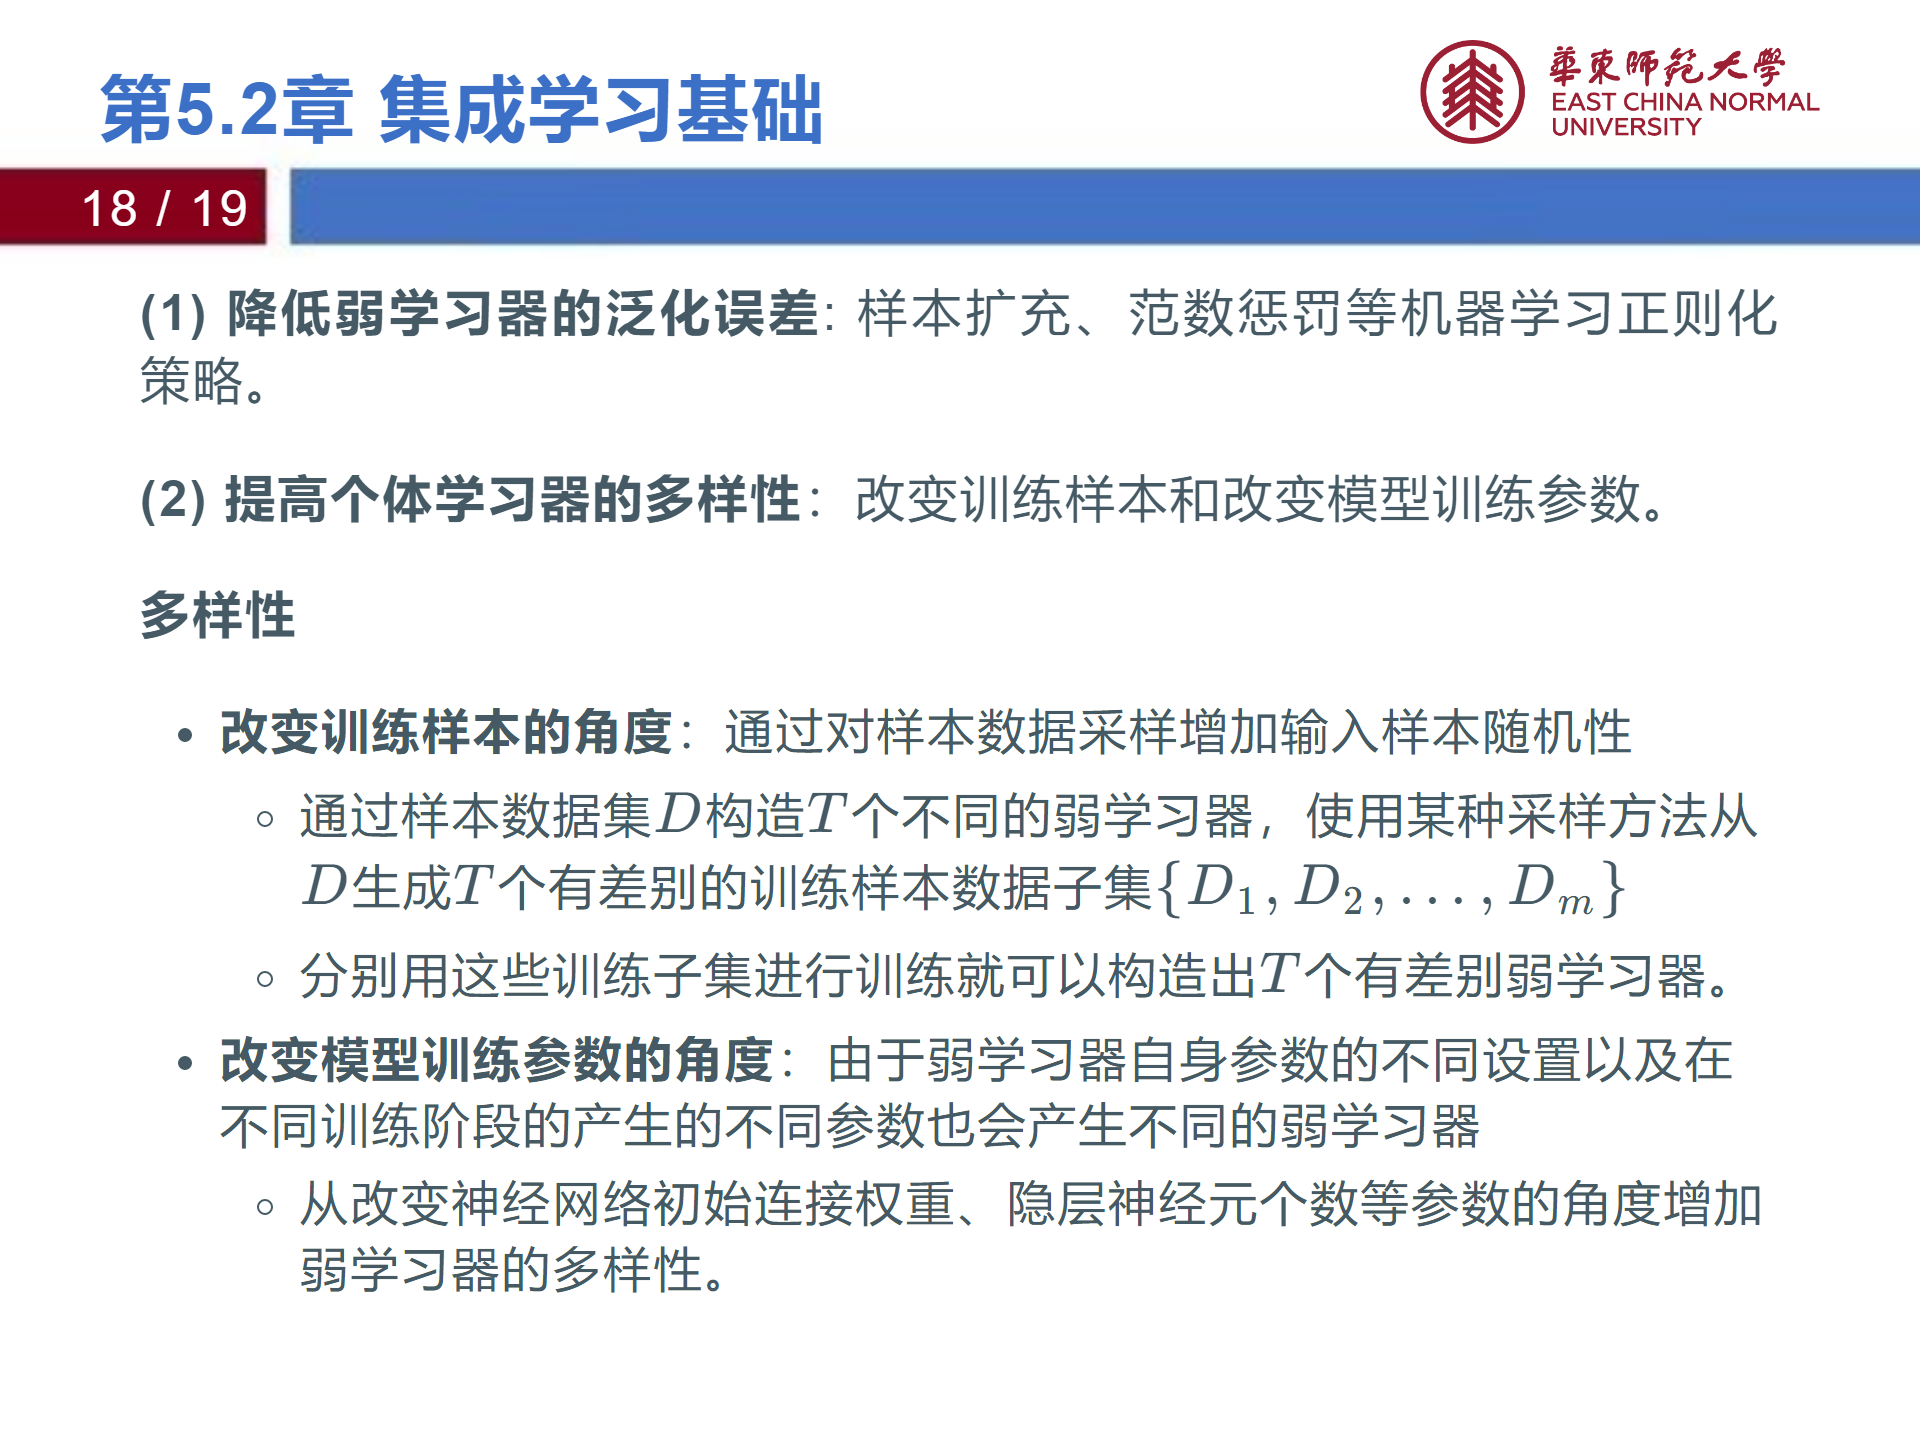 第5.2章 集成学习基础
華東師範大學
EAST CHINA NORMAL
UNIVERSITY
18 / 19
(1) 降低弱学习器的泛化误差: 样本扩充、范数惩罚等机器学习正则化
策略。
(2) 提高个体学习器的多样性：改变训练样本和改变模型训练参数。
多样性
• 改变训练样本的角度：通过对样本数据采样增加输入样本随机性
◦ 通过样本数据集D构造T个不同的弱学习器，使用某种采样方法从
D生成T个有差别的训练样本数据子集{D₁, D₂, . . . , Dₘ}
◦ 分别用这些训练子集进行训练就可以构造出T个有差别弱学习器。
• 改变模型训练参数的角度：由于弱学习器自身参数的不同设置以及在
不同训练阶段的产生的不同参数也会产生不同的弱学习器
◦ 从改变神经网络初始连接权重、隐层神经元个数等参数的角度增加
弱学习器的多样性。